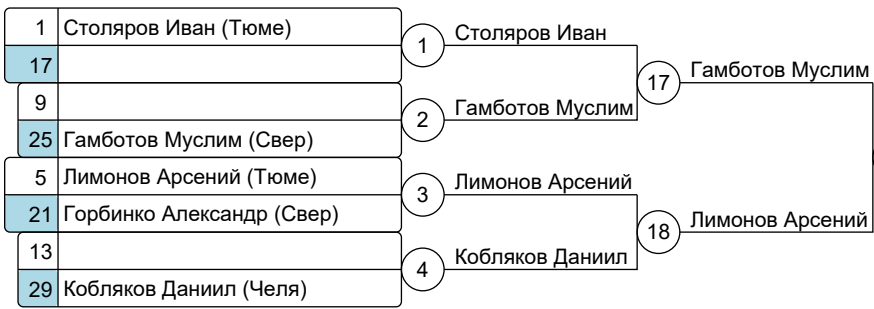 1 Столяров Иван (Тюме)
17
9
25 Гамботов Муслим (Свер)
5 Лимонов Арсений (Тюме)
21 Горбинко Александр (Свер)
13
29 Кобляков Даниил (Челя)
1 Столяров Иван
2 Гамботов Муслим
3 Лимонов Арсений
4 Кобляков Даниил
17 Гамботов Муслим
18 Лимонов Арсений